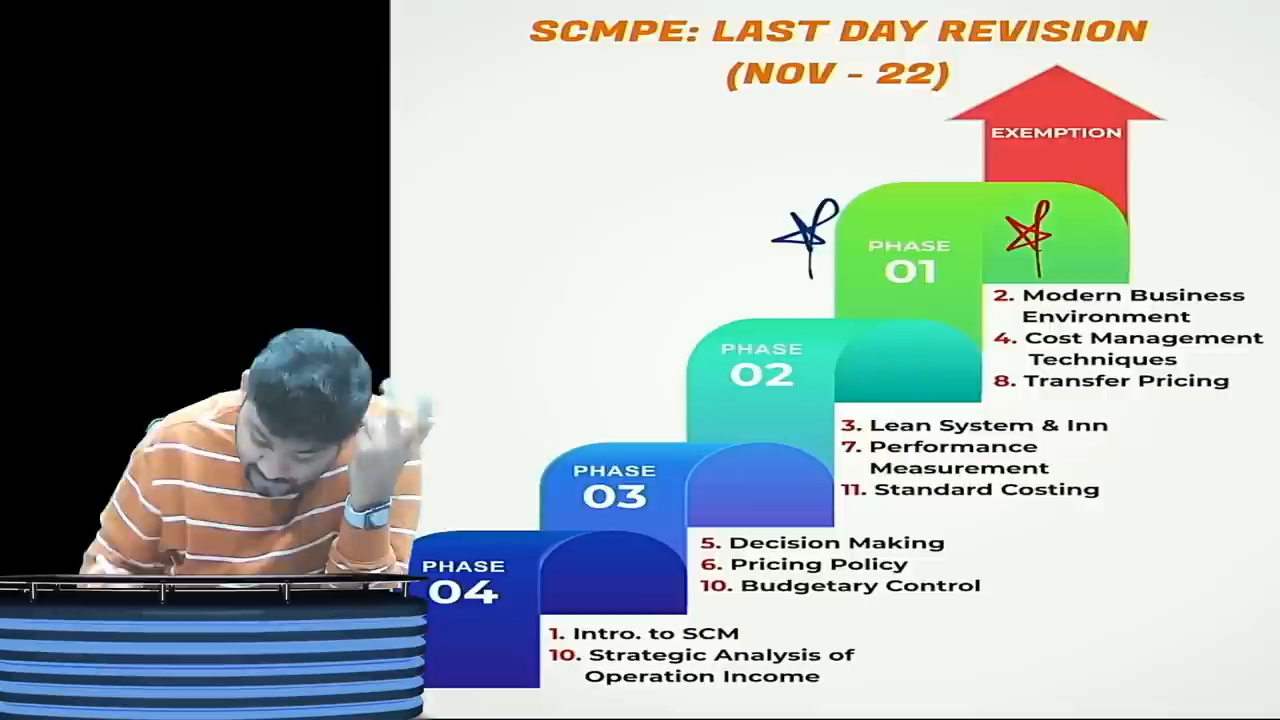 SCMPE: LAST DAY REVISION
(NOV - 22)
EXEMPTION
PHASE
01
2. Modern Business
Environment
4. Cost Management
Techniques
8. Transfer Pricing
PHASE
02
3. Lean System & Inn
7. Performance
Measurement
11. Standard Costing
PHASE
03
5. Decision Making
6. Pricing Policy
10. Budgetary Control
PHASE
04
1. Intro. to SCM
10. Strategic Analysis of
Operation Income